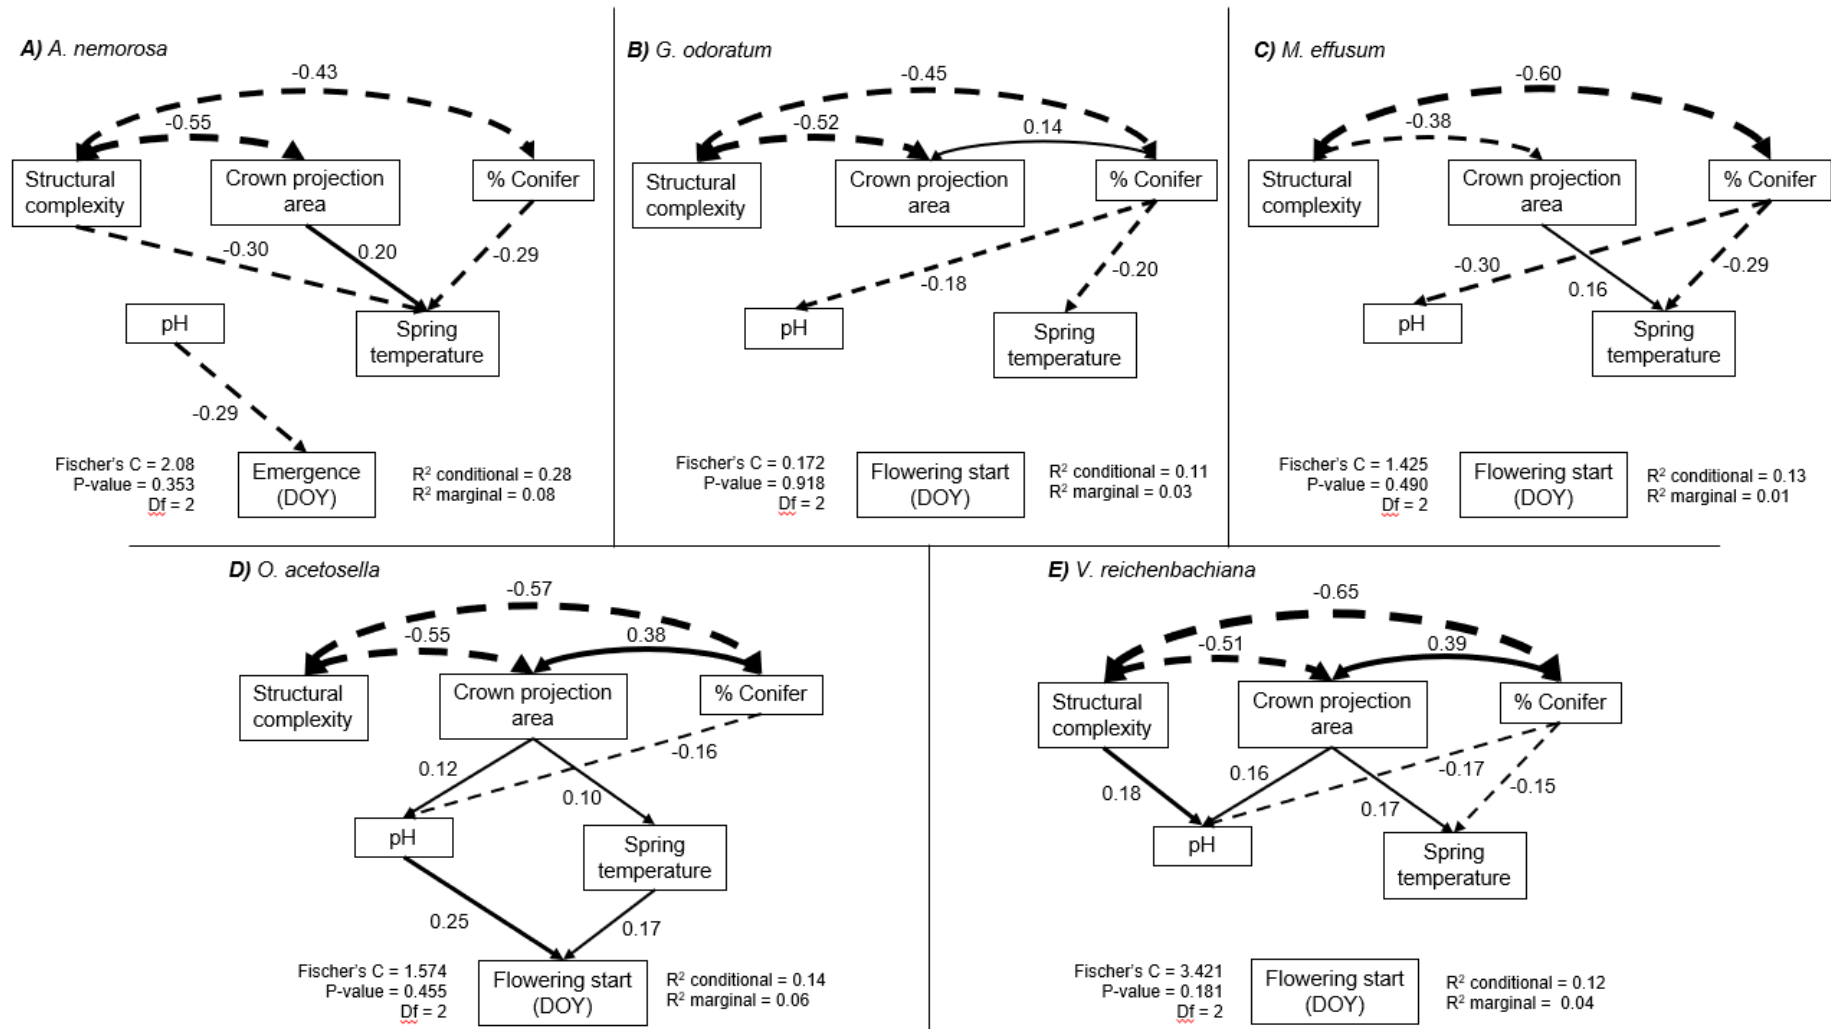 A) A. nemorosa
-0.43
-0.55
Structural
complexity
Crown projection
area
% Conifer
-0.30
0.20
-0.29
pH
Spring
temperature
-0.29
Fischer's C = 2.08
P-value = 0.353
Df = 2
Emergence
(DOY)
R² conditional = 0.28
R² marginal = 0.08
B) G. odoratum
-0.45
-0.52
0.14
Structural
complexity
Crown projection
area
% Conifer
-0.18
-0.20
pH
Spring
temperature
Fischer's C = 0.172
P-value = 0.918
Df = 2
Flowering start
(DOY)
R² conditional = 0.11
R² marginal = 0.03
C) M. effusum
-0.60
-0.38
Structural
complexity
Crown projection
area
% Conifer
-0.30
0.16
-0.29
pH
Spring
temperature
Fischer's C = 1.425
P-value = 0.490
Df = 2
Flowering start
(DOY)
R² conditional = 0.13
R² marginal = 0.01
D) O. acetosella
-0.57
-0.55
0.38
Structural
complexity
Crown projection
area
% Conifer
0.12
0.10
-0.16
pH
Spring
temperature
0.25
0.17
Fischer's C = 1.574
P-value = 0.455
Df = 2
Flowering start
(DOY)
R² conditional = 0.14
R² marginal = 0.06
E) V. reichenbachiana
-0.65
-0.51
0.39
Structural
complexity
Crown projection
area
% Conifer
0.18
0.16
0.17
-0.17
-0.15
pH
Spring
temperature
Fischer's C = 3.421
P-value = 0.181
Df = 2
Flowering start
(DOY)
R² conditional = 0.12
R² marginal = 0.04